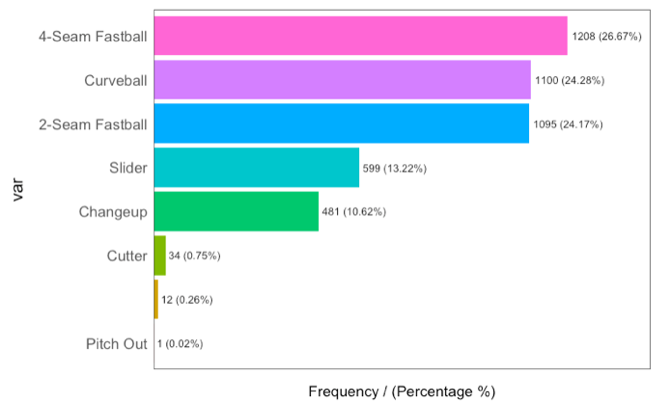 4-Seam Fastball 1208 (26.67%)
Curveball 1100 (24.28%)
2-Seam Fastball 1095 (24.17%)
Slider 599 (13.22%)
var
Changeup 481 (10.62%)
Cutter 34 (0.75%)
12 (0.26%)
Pitch Out 1 (0.02%)
Frequency / (Percentage %)